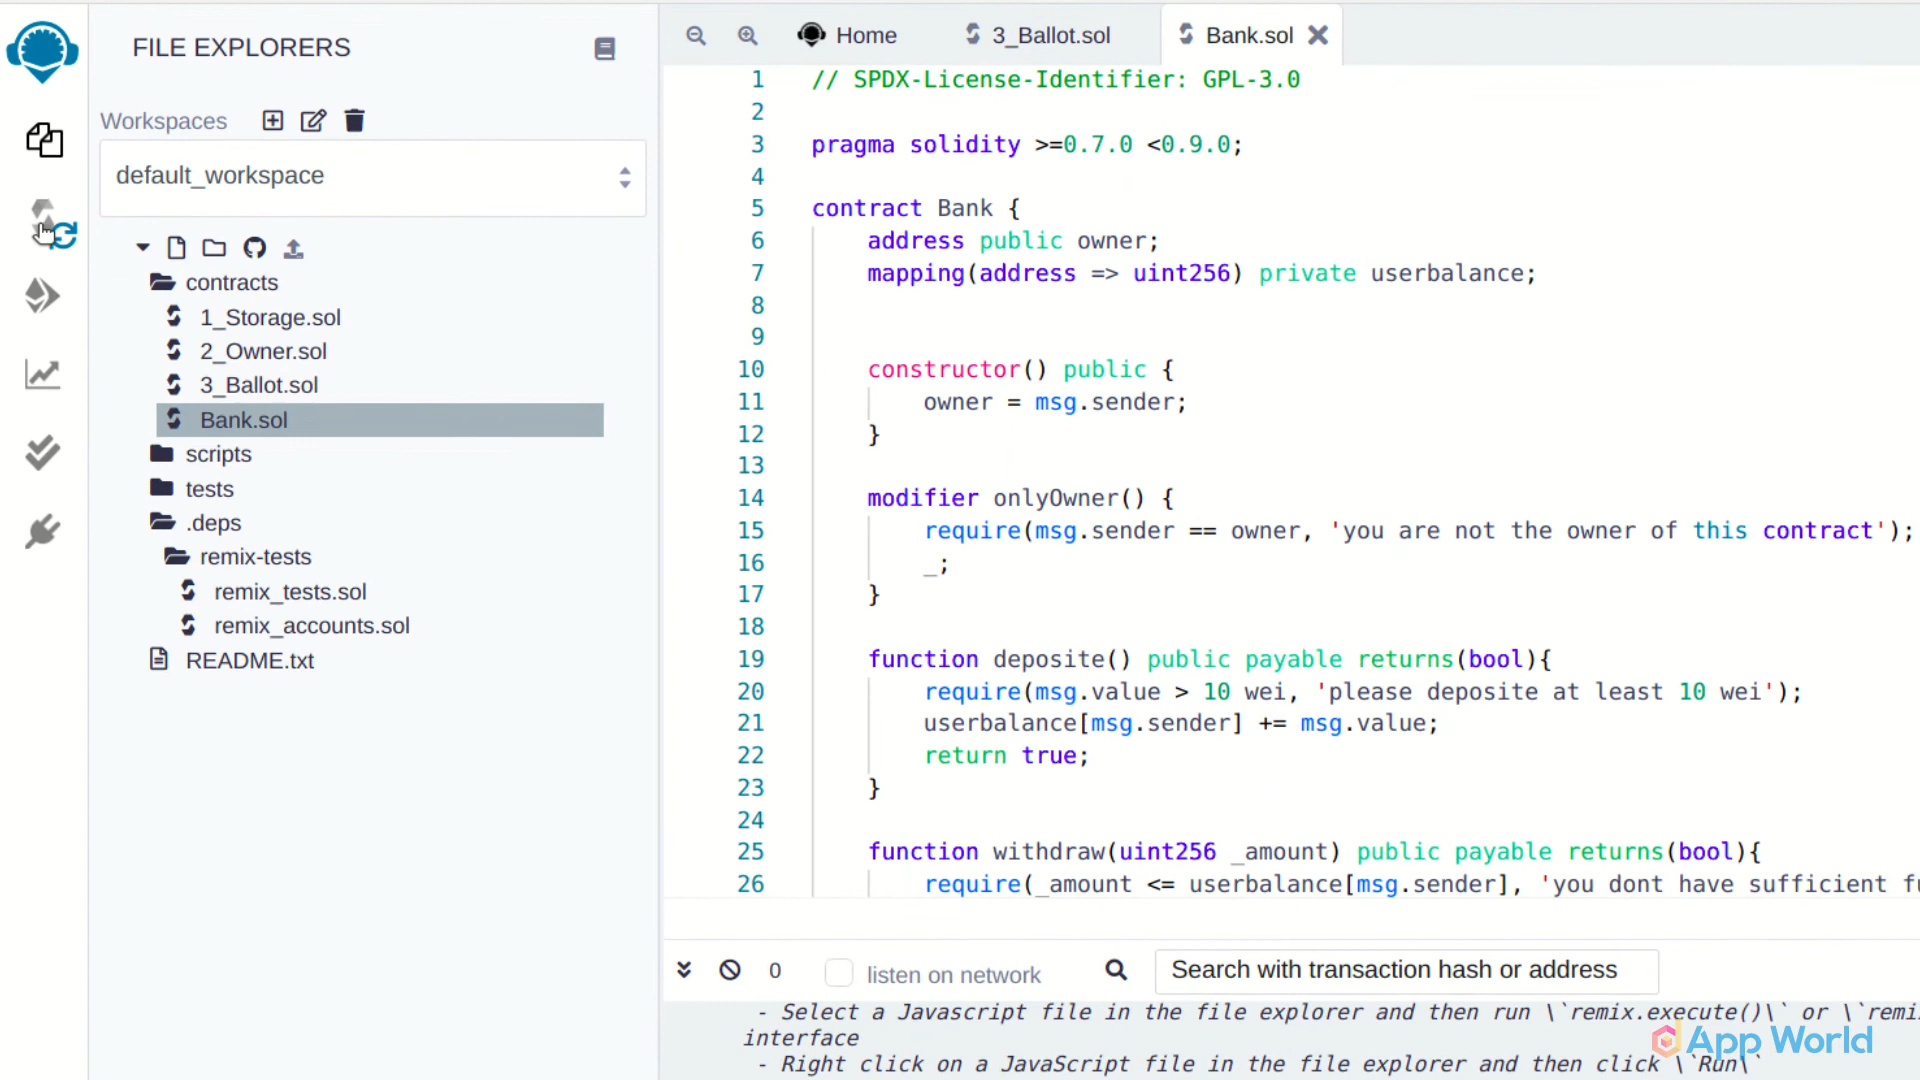 FILE EXPLORERS
Workspaces
default_workspace
contracts
1_Storage.sol
2_Owner.sol
3_Ballot.sol
Bank.sol
scripts
tests
.deps
remix-tests
remix_tests.sol
remix_accounts.sol
README.txt
Home
3_Ballot.sol
Bank.sol
1 // SPDX-License-Identifier: GPL-3.0
2
3 pragma solidity >=0.7.0 <0.9.0;
4
5 contract Bank {
6 address public owner;
7 mapping(address => uint256) private userbalance;
8
9
10 constructor() public {
11 owner = msg.sender;
12 }
13
14 modifier onlyOwner() {
15 require(msg.sender == owner, 'you are not the owner of this contract');
16 _;
17 }
18
19 function deposite() public payable returns(bool){
20 require(msg.value > 10 wei, 'please deposite at least 10 wei');
21 userbalance[msg.sender] += msg.value;
22 return true;
23 }
24
25 function withdraw(uint256 _amount) public payable returns(bool){
26 require(_amount <= userbalance[msg.sender], 'you dont have sufficient
0
listen on network
Search with transaction hash or address
- Select a Javascript file in the file explorer and then run \`remix.execute()\` or \`
interface
- Right click on a JavaScript file in the file explorer and then click \`Run\`
App World